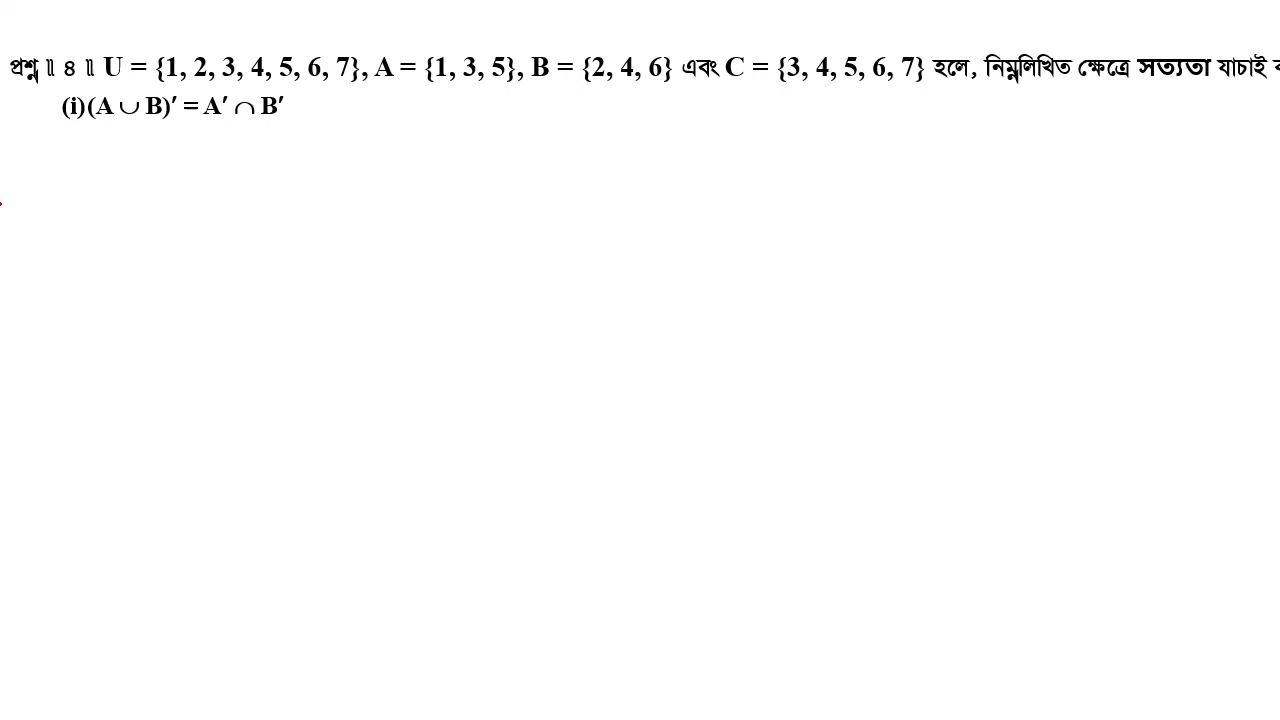 প্রশ্ন ॥ ৪ ॥ U = {1, 2, 3, 4, 5, 6, 7}, A = {1, 3, 5}, B = {2, 4, 6} এবং C = {3, 4, 5, 6, 7} হলে, নিম্নলিখিত ক্ষেত্রে সত্যতা যাচাই
(i)(A ∪ B)′ = A′ ∩ B′